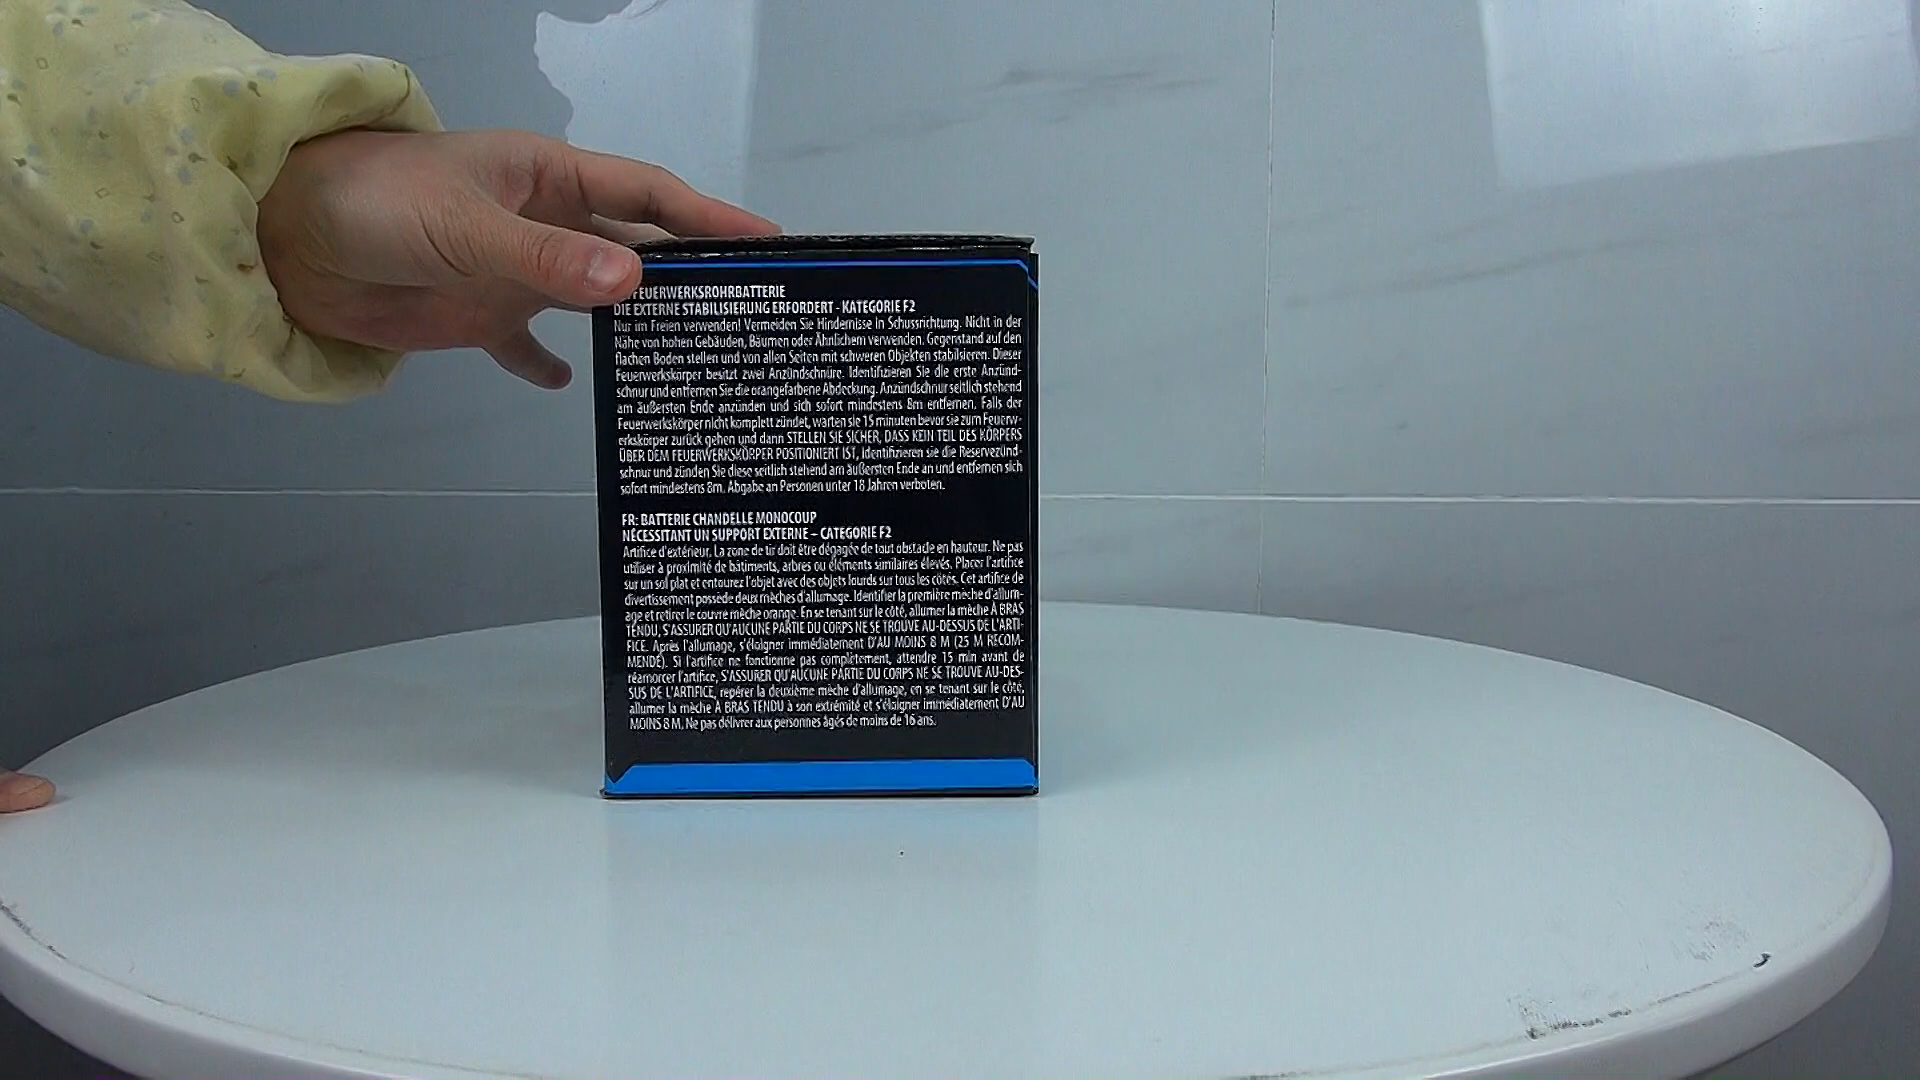 FEUERWERKSROHRBATTERIE
DIE EXTERNE STABILISIERUNG ERFORDERT - KATEGORIE F2
Nur im Freien verwenden! Vermeiden Sie Hindernisse in Schussrichtung. Nicht in der
Nähe von hohen Gebäuden, Bäumen oder Ähnlichem verwenden. Gegenstand auf den
flachen Boden stellen und von allen Seiten mit schweren Objekten stabilsieren. Dieser
Feuerwerkskörper besitzt zwei Anzündschnüre. Identifizieren Sie die erste Anzünd-
schnur und entfernen Sie die orangefarbene Abdeckung. Anzündschnur seitlich stehend
am äußersten Ende anzünden und sich sofort mindestens 8m entfernen. Falls der
Feuerwerkskörper nicht komplett zündet, warten sie 15 minuten bevor sie zum Feuerw-
erkskörper zurück gehen und dann STELLEN SIE SICHER, DASS KEIN TEIL DES KÖRPERS
ÜBER DEM FEUERWERKSKÖRPER POSITIONIERT IST, identifizieren sie die Reservezünd-
schnur und zünden Sie diese seitlich stehend am äußersten Ende an und entfernen sich
sofort mindestens 8m. Abgabe an Personen unter 18 Jahren verboten.
FR: BATTERIE CHANDELLE MONOCOUP
NÉCESSITANT UN SUPPORT EXTERNE – CATEGORIE F2
Artifice d'extérieur. La zone de tir doit être dégagée de tout obstacle en hauteur. Ne pas
utiliser à proximité de bâtiments, arbres ou éléments similaires élevés. Placer l'artifice
sur un sol plat et entourez l'objet avec des objets lourds sur tous les côtés. Cet artifice de
divertissement possède deux mèches d'allumage. Identifier la première mèche d'allum-
age et retirer le couvre mèche orange. En se tenant sur le côté, allumer la mèche À BRAS
TENDU, S'ASSURER QU'AUCUNE PARTIE DU CORPS NE SE TROUVE AU-DESSUS DE L'ARTI-
FICE. Après l'allumage, s'éloigner immédiatement D'AU MOINS 8 M (25 M RECOM-
MENDÉ). Si l'artifice ne fonctionne pas complètement, attendre 15 min avant de
réamorcer l'artifice, S'ASSURER QU'AUCUNE PARTIE DU CORPS NE SE TROUVE AU-DES-
SUS DE L'ARTIFICE, repérer la deuxième mèche d'allumage, en se tenant sur le côté,
allumer la mèche À BRAS TENDU à son extrémité et s'éloigner immédiatement D'AU
MOINS 8 M. Ne pas délivrer aux personnes âgés de moins de 16 ans.